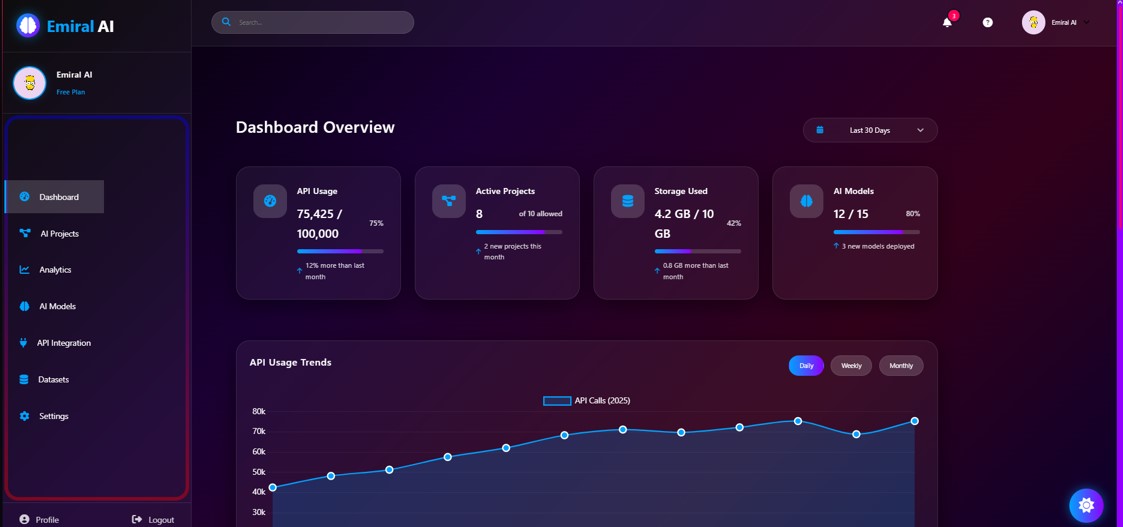 Emiral AI
Search...
3
Emiral AI
Emiral AI
Free Plan
Dashboard
AI Projects
Analytics
AI Models
API Integration
Datasets
Settings
Profile
Logout
Dashboard Overview
Last 30 Days
API Usage
75,425 /
100,000
75%
12% more than last
month
Active Projects
8
of 10 allowed
2 new projects this
month
Storage Used
4.2 GB / 10
GB
42%
0.8 GB more than last
month
AI Models
12 / 15
80%
3 new models deployed
API Usage Trends
Daily
Weekly
Monthly
API Calls (2025)
80k
70k
60k
50k
40k
30k